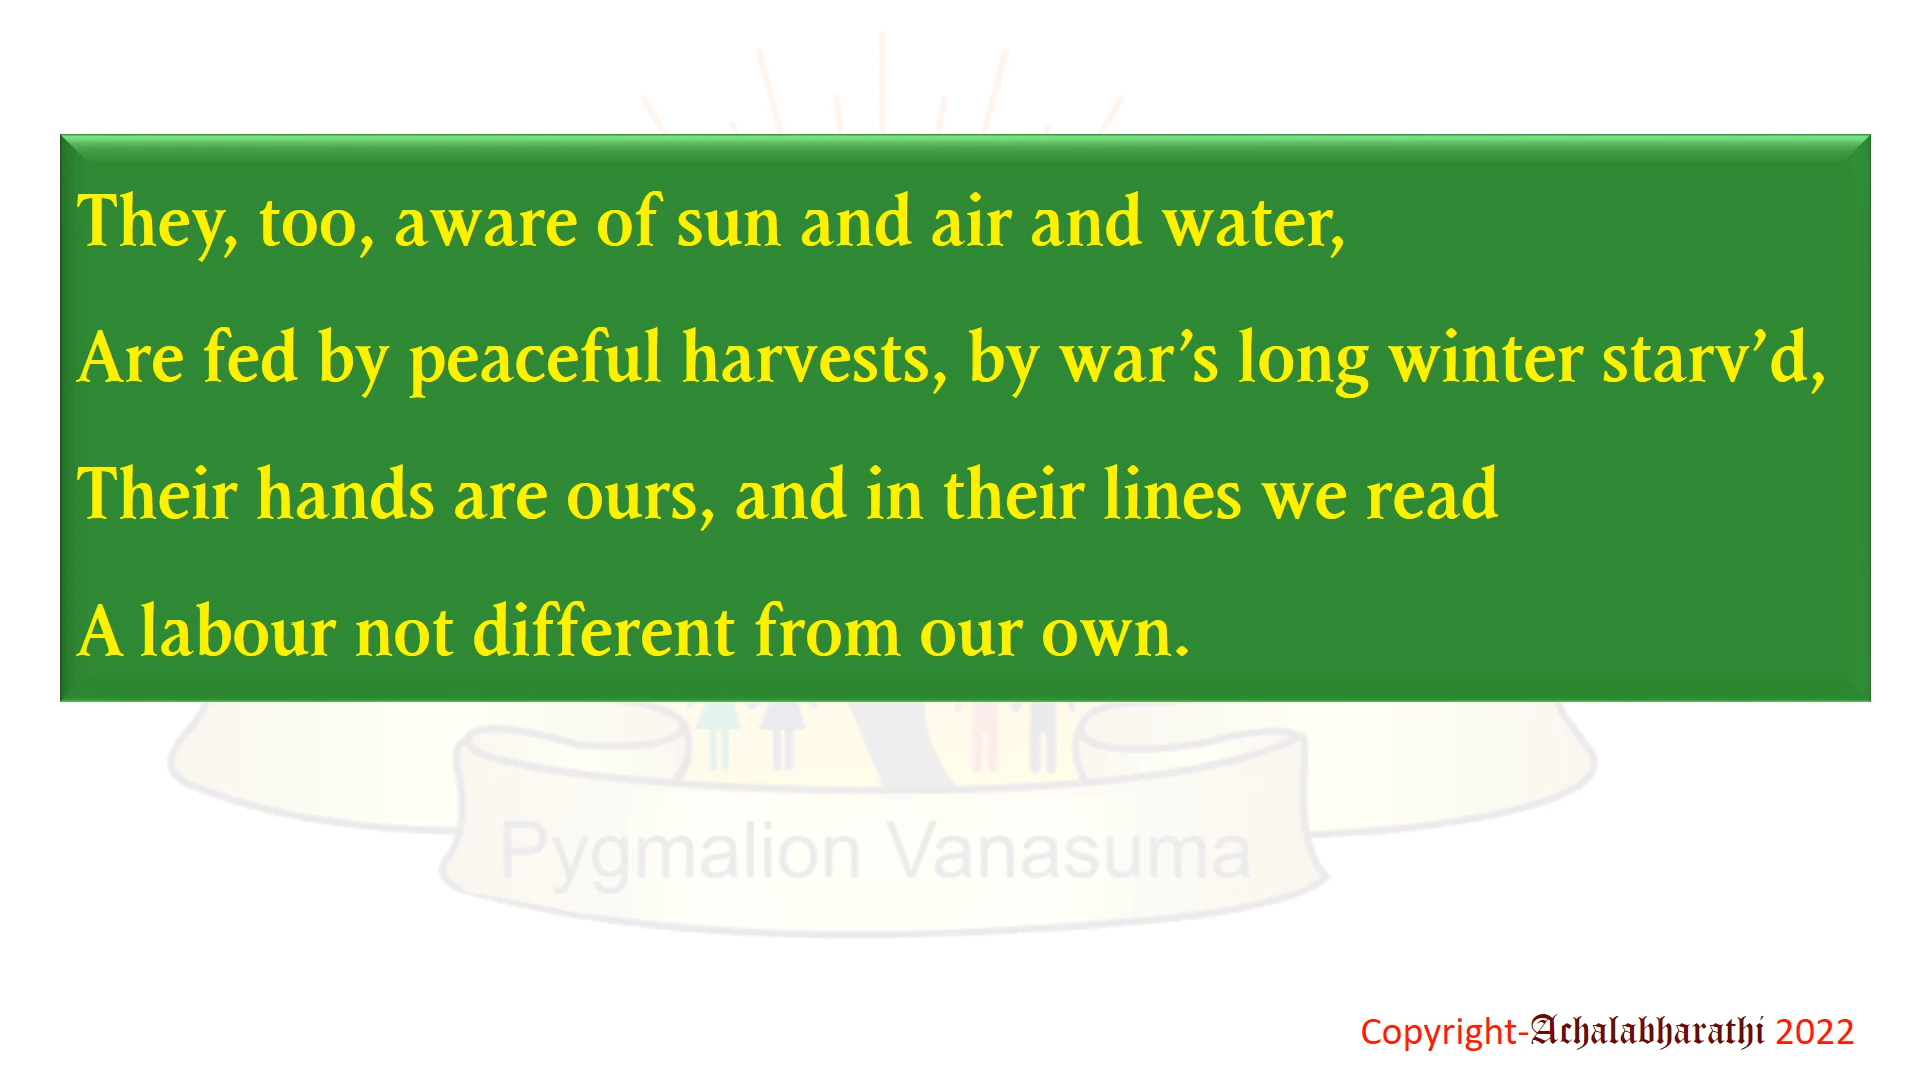 They, too, aware of sun and air and water,
Are fed by peaceful harvests, by war’s long winter starv’d,
Their hands are ours, and in their lines we read
A labour not different from our own.
Pygmalion Vanasuma
Copyright-Achalabharathi 2022